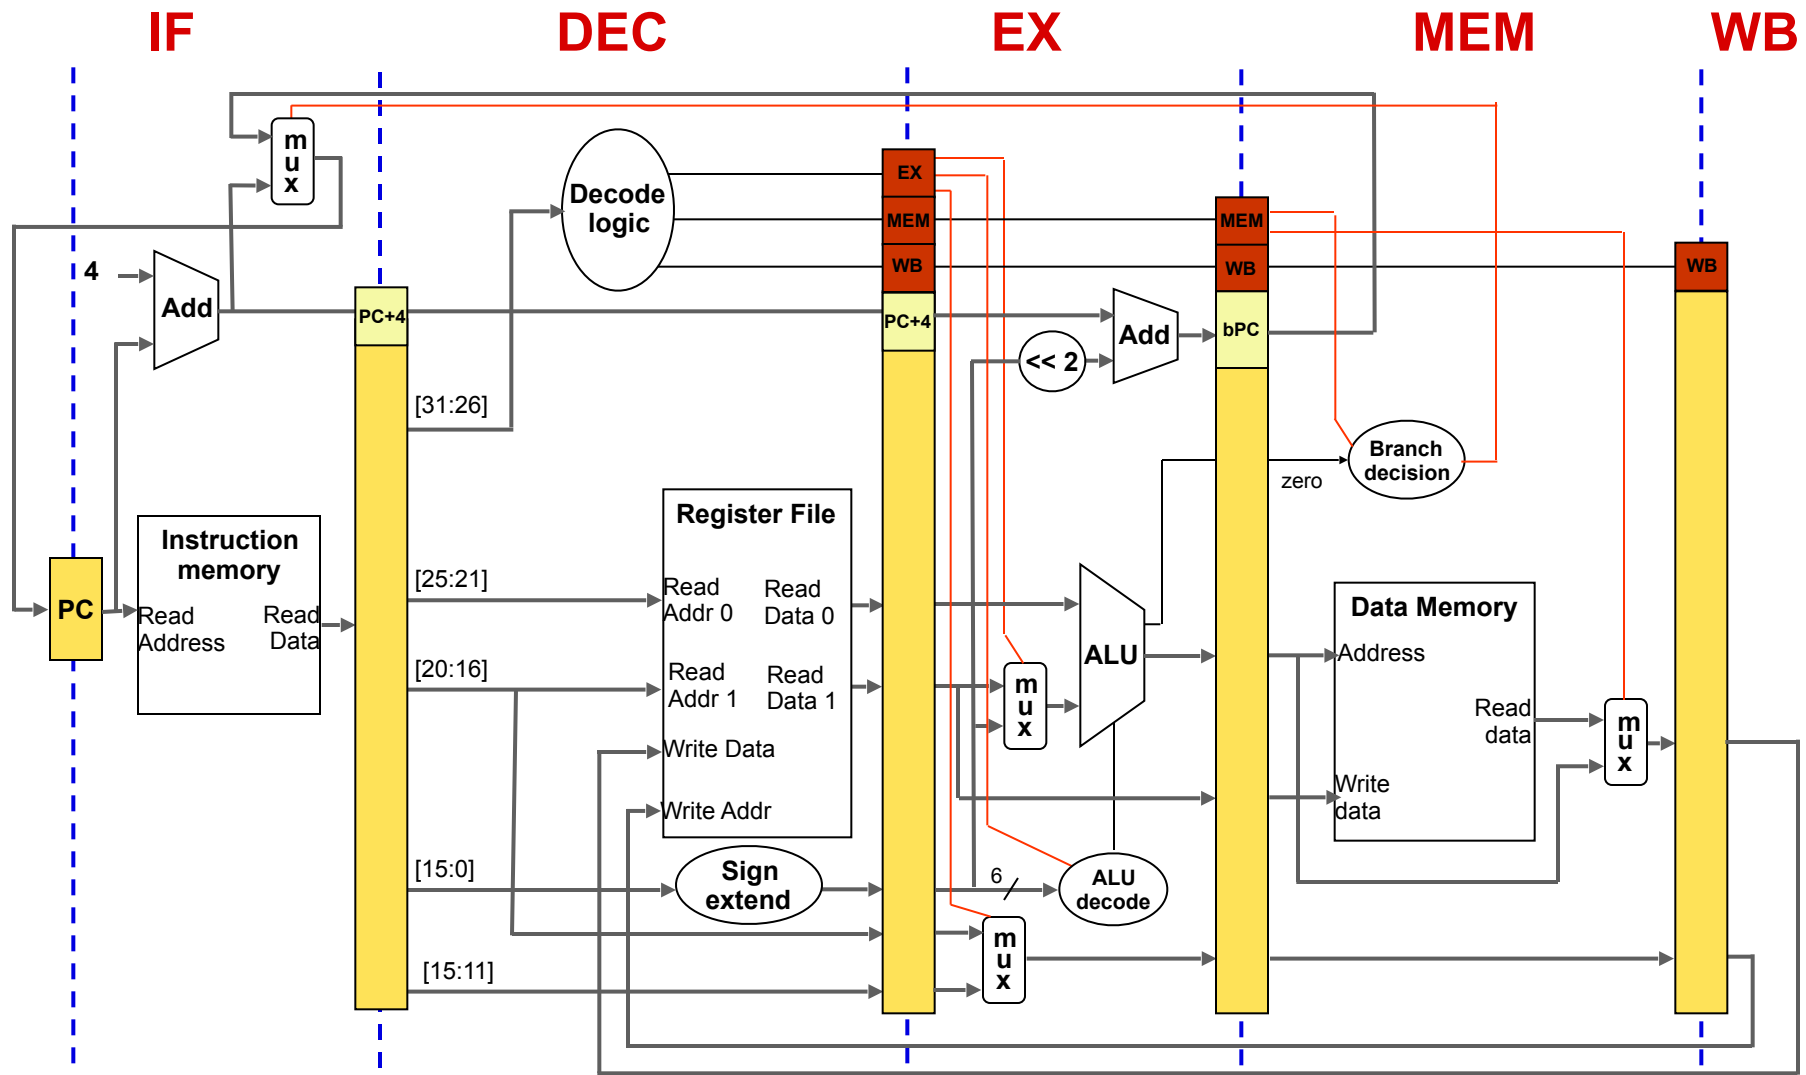 IF
DEC
EX
MEM
WB
m
u
x
Decode
logic
EX
MEM
WB
MEM
WB
WB
4
Add
PC+4
PC+4
<< 2
Add
bPC
[31:26]
Branch
decision
zero
Instruction
memory
Read
Address
Read
Data
PC
[25:21]
[20:16]
Register File
Read
Addr 0
Read
Data 0
Read
Addr 1
Read
Data 1
Write Data
Write Addr
m
u
x
ALU
Data Memory
Address
Read
data
Write
data
m
u
x
[15:0]
Sign
extend
6
ALU
decode
[15:11]
m
u
x